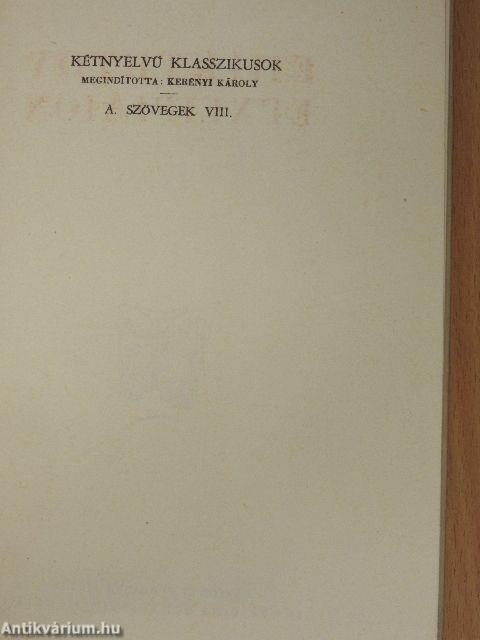 KÉTNYELVŰ KLASSZIKUSOK
MEGINDÍTOTTA: KERÉNYI KÁROLY
A. SZÖVEGEK VIII.
Antikvárium.hu